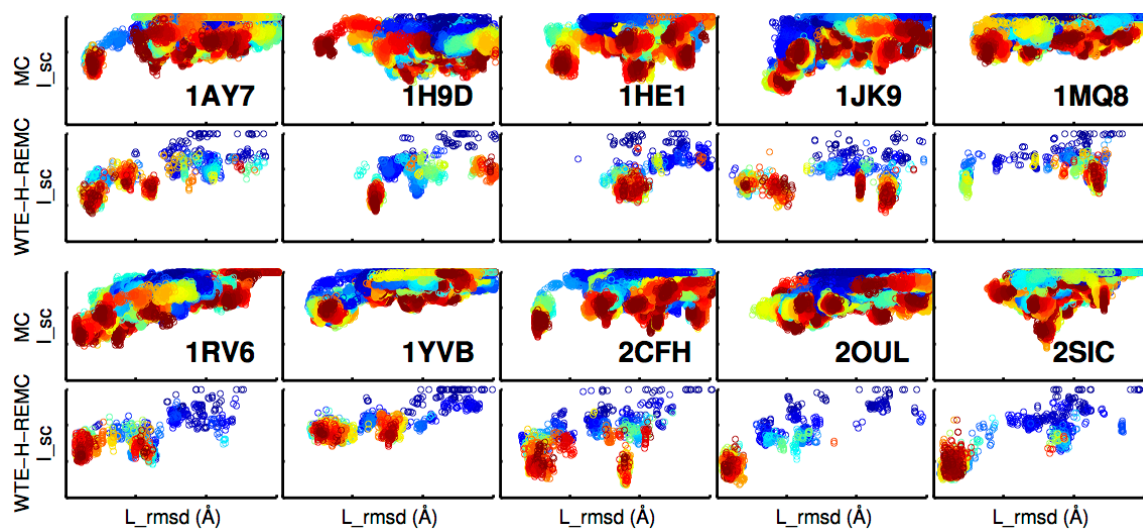 MC
I_sc
1AY7
1H9D
1HE1
1JK9
1MQ8
WTE-H-REMC
I_sc
MC
I_sc
1RV6
1YVB
2CFH
2OUL
2SIC
WTE-H-REMC
I_sc
L_rmsd (Å)
L_rmsd (Å)
L_rmsd (Å)
L_rmsd (Å)
L_rmsd (Å)